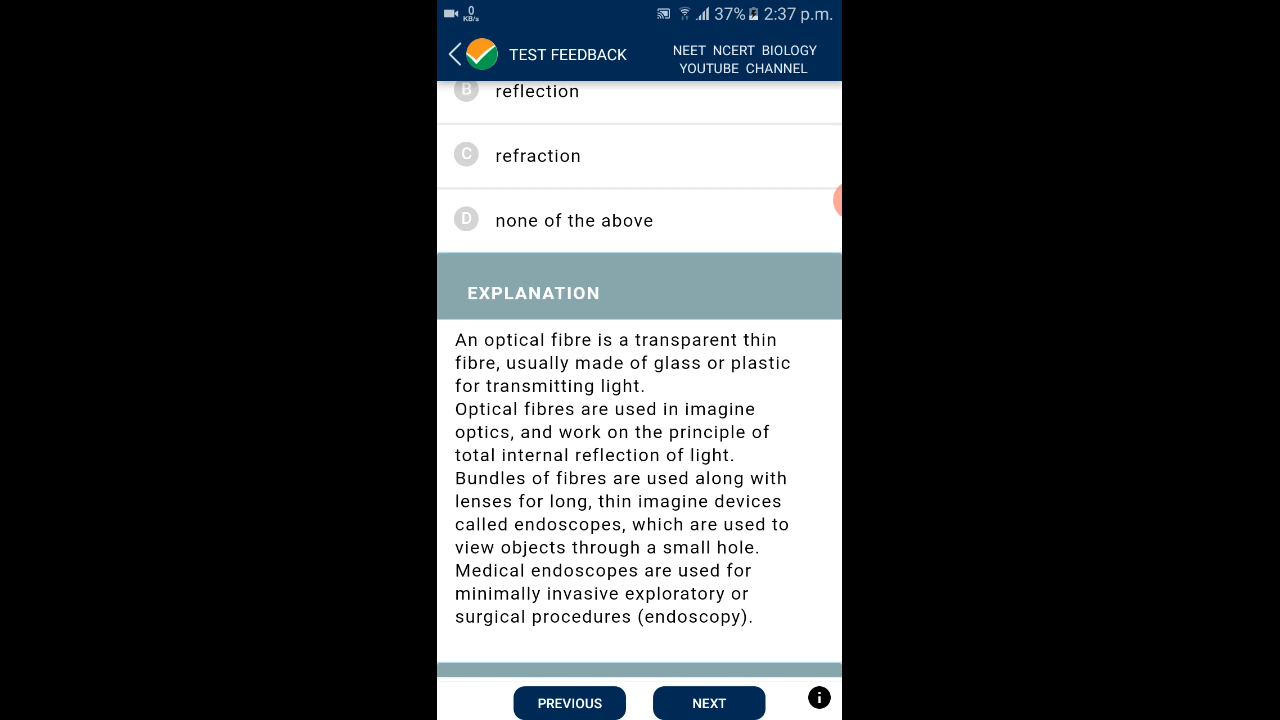 0
KB/s
37% 2:37 p.m.
TEST FEEDBACK
NEET NCERT BIOLOGY
YOUTUBE CHANNEL
B reflection
C refraction
D none of the above
EXPLANATION
An optical fibre is a transparent thin
fibre, usually made of glass or plastic
for transmitting light.
Optical fibres are used in imagine
optics, and work on the principle of
total internal reflection of light.
Bundles of fibres are used along with
lenses for long, thin imagine devices
called endoscopes, which are used to
view objects through a small hole.
Medical endoscopes are used for
minimally invasive exploratory or
surgical procedures (endoscopy).
PREVIOUS
NEXT
i